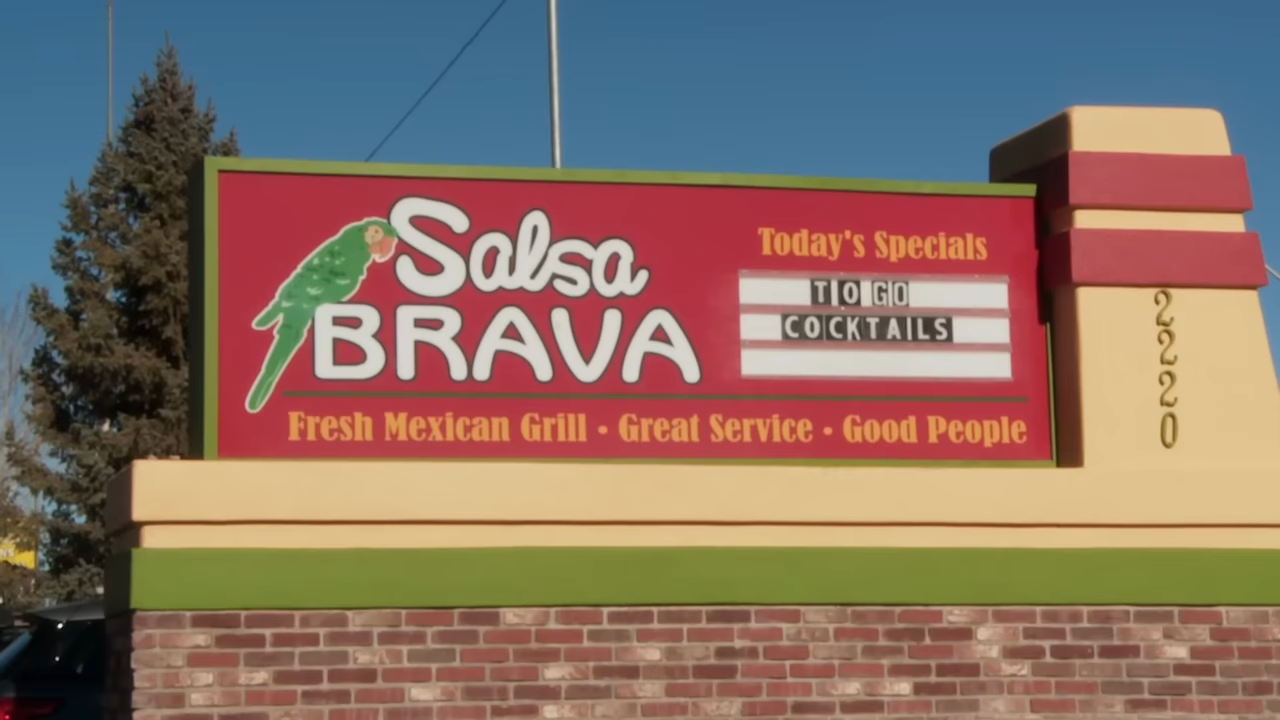 Salsa
BRAVA
Today's Specials
TO GO
COCKTAILS
Fresh Mexican Grill • Great Service • Good People
2220